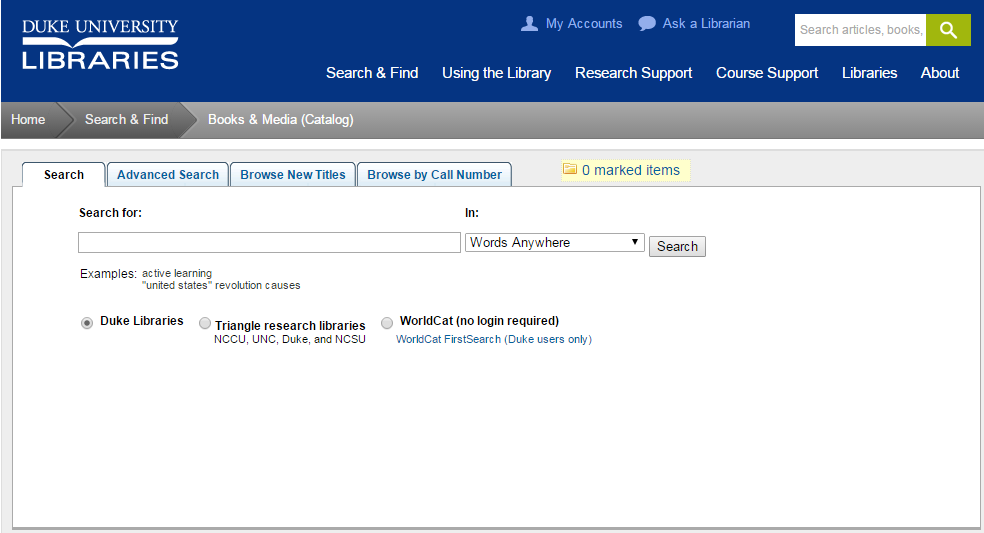 DUKE UNIVERSITY
LIBRARIES
My Accounts Ask a Librarian
Search articles, books,
Search & Find Using the Library Research Support Course Support Libraries About
Home Search & Find Books & Media (Catalog)
Search Advanced Search Browse New Titles Browse by Call Number 0 marked items
Search for: In:
Words Anywhere Search
Examples: active learning
"united states" revolution causes
Duke Libraries Triangle research libraries WorldCat (no login required)
NCCU, UNC, Duke, and NCSU WorldCat FirstSearch (Duke users only)